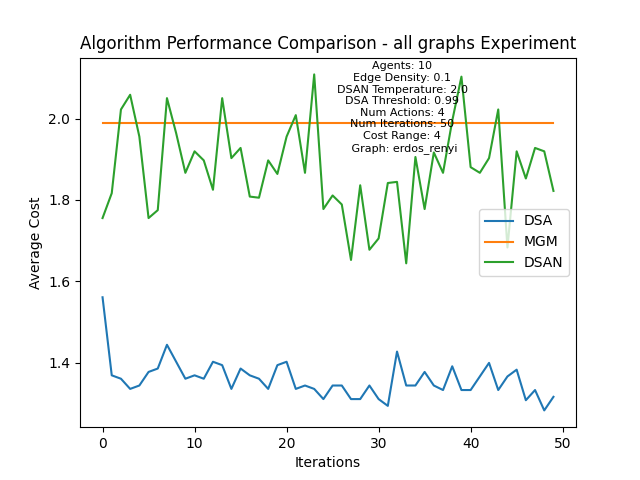 Algorithm Performance Comparison - all graphs Experiment
Agents: 10
Edge Density: 0.1
DSAN Temperature: 2.0
DSA Threshold: 0.99
Num Actions: 4
Num Iterations: 50
Cost Range: 4
Graph: erdos_renyi
2.0
1.8
1.6
1.4
Average Cost
DSA
MGM
DSAN
0
10
20
30
40
50
Iterations